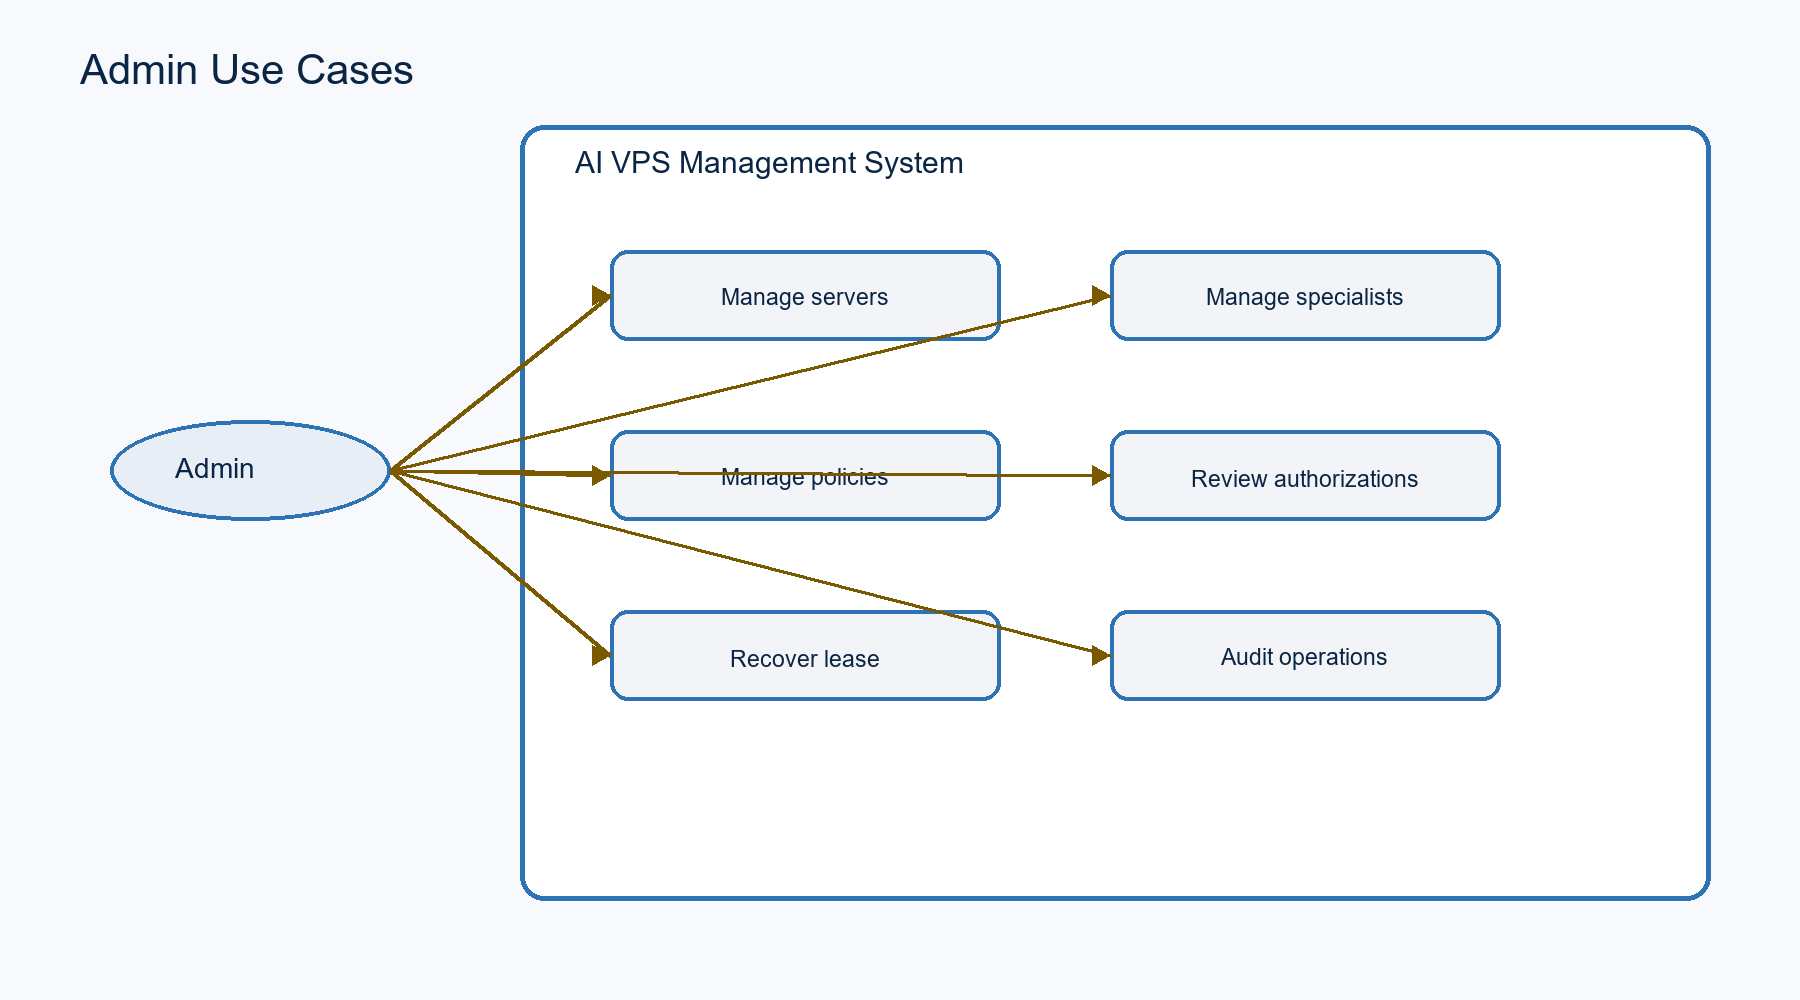 Admin Use Cases
AI VPS Management System
Manage servers
Manage specialists
Admin
Manage policies
Review authorizations
Recover lease
Audit operations